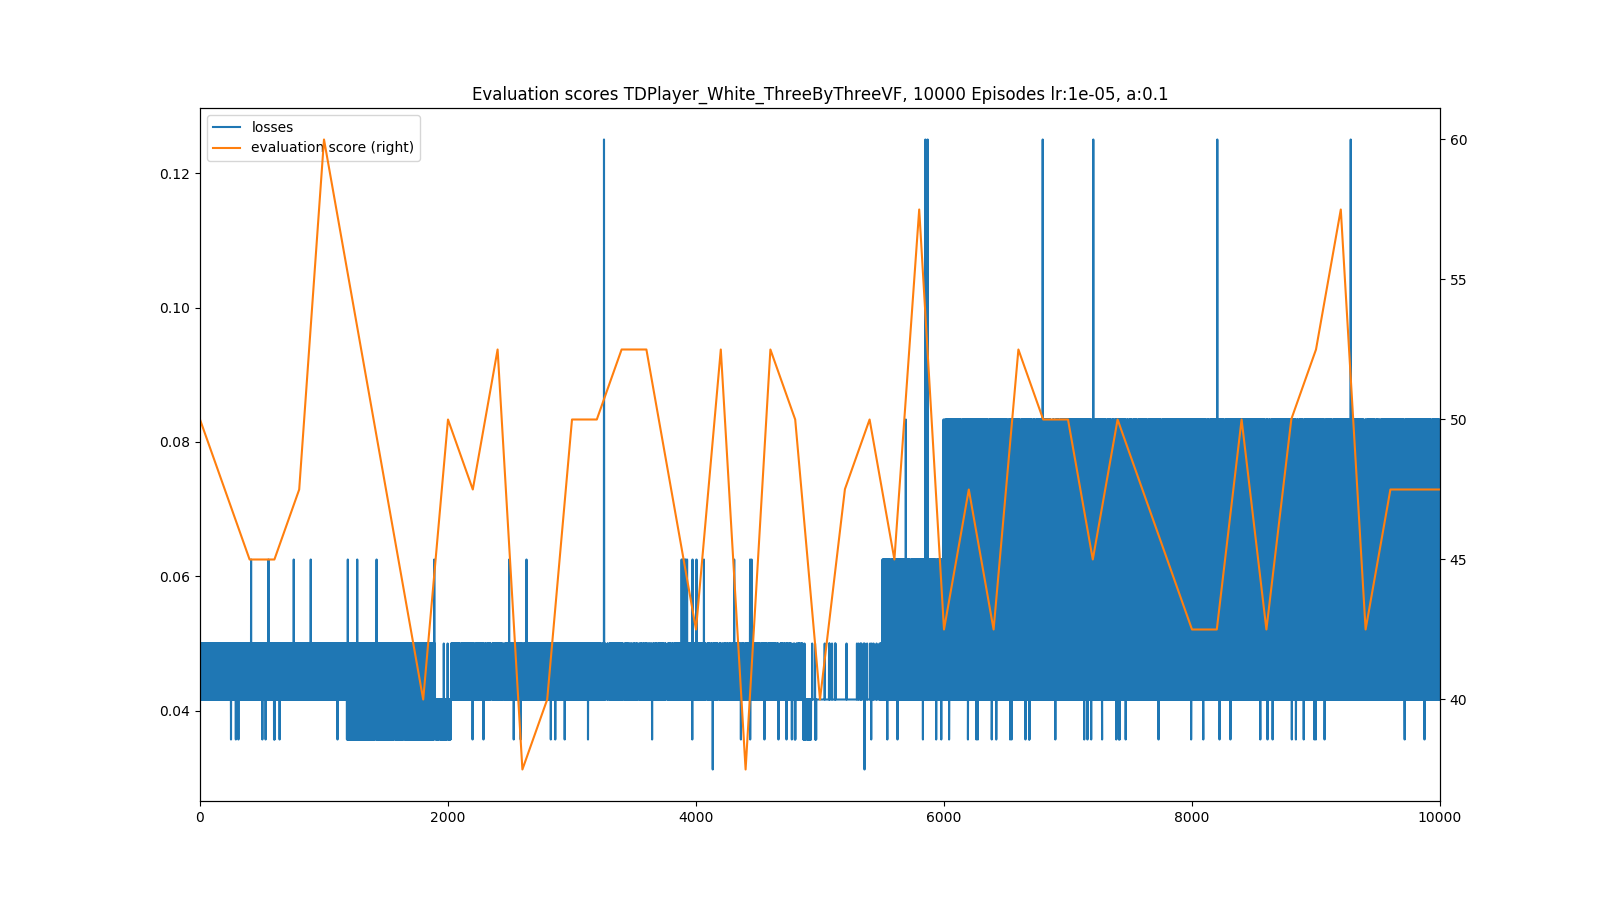 Evaluation scores TDPlayer_White_ThreeByThreeVF, 10000 Episodes lr:1e-05, a:0.1
losses
evaluation score (right)
0.12
0.10
0.08
0.06
0.04
60
55
50
45
40
0 2000 4000 6000 8000 10000